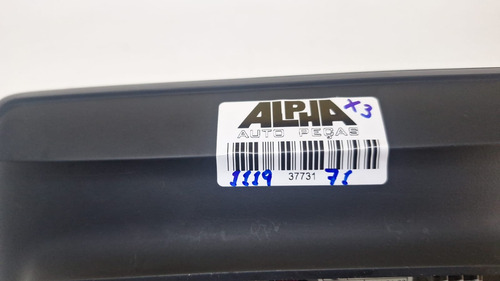 ALPHA x3
AUTO PEÇAS
1119 37731 71